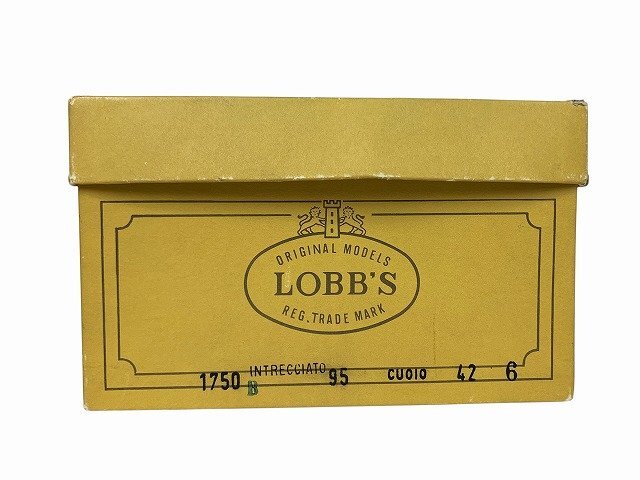 ORIGINAL MODELS
LOBB'S
REG. TRADE MARK
1750 INTRECCIATO 95 CUOIO 42 6
B